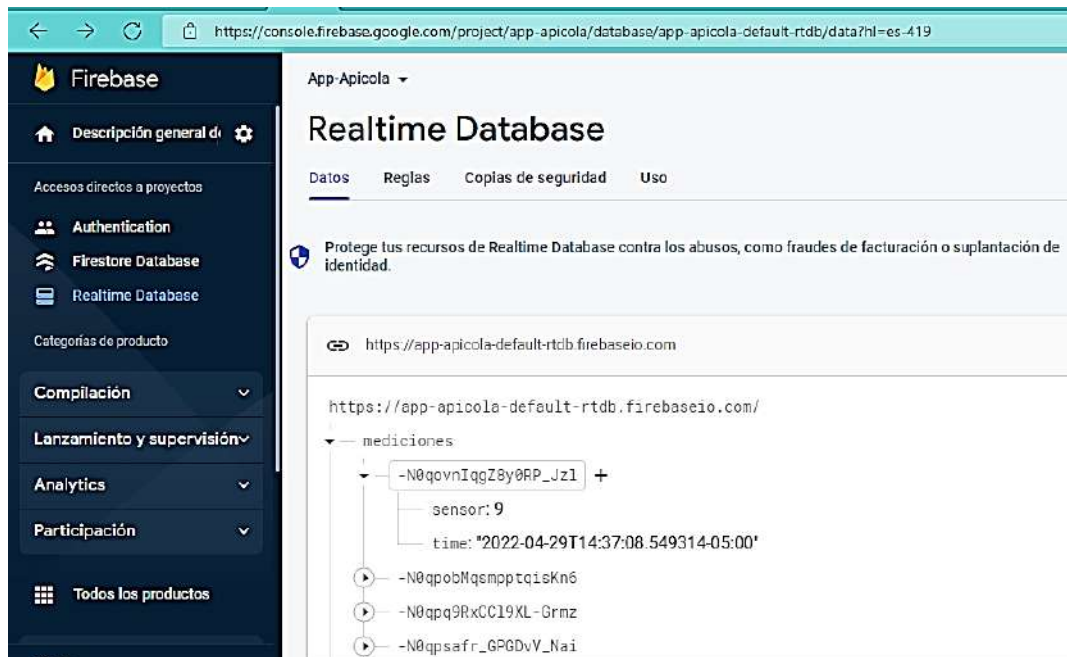 https://console.firebase.google.com/project/app-apicola/database/app-apicola-default-rtdb/data?hl=es-419
Firebase
Descripción general de
Accesos directos a proyectos
Authentication
Firestore Database
Realtime Database
Categorías de producto
Compilación
Lanzamiento y supervisión
Analytics
Participación
Todos los productos
App-Apicola
Realtime Database
Datos Reglas Copias de seguridad Uso
Protege tus recursos de Realtime Database contra los abusos, como fraudes de facturación o suplantación de
identidad.
https://app-apicola-default-rtdb.firebaseio.com
https://app-apicola-default-rtdb.firebaseio.com/
mediciones
-N0qovnIqgZ8y0RP_Jzl
sensor: 9
time: "2022-04-29T14:37:08.549314-05:00"
-N0qpobMqsmpptqisKn6
-N0qpq9RxCCl9XL-Grmz
-N0qpsafr_GPGDvV_Nai